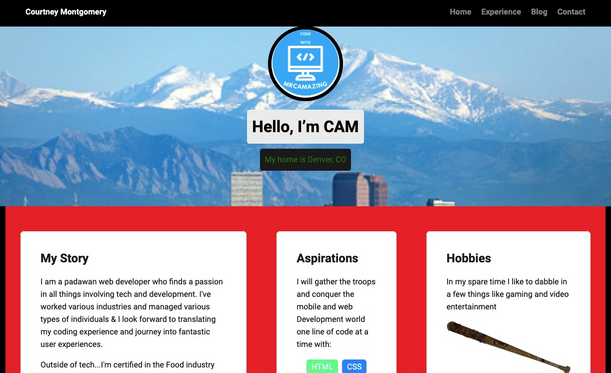 Courtney Montgomery
Home Experience Blog Contact
CODE
WITH
</>
MRCAMAZING
Hello, I'm CAM
My home is Denver, CO
My Story
I am a padawan web developer who finds a passion
in all things involving tech and development. I've
worked various industries and managed various
types of individuals & I look forward to translating
my coding experience and journey into fantastic
user experiences.
Outside of tech...I'm certified in the Food industry
Aspirations
I will gather the troops
and conquer the
mobile and web
Development world
one line of code at a
time with:
HTML CSS
Hobbies
In my spare time I like to dabble in
a few things like gaming and video
entertainment